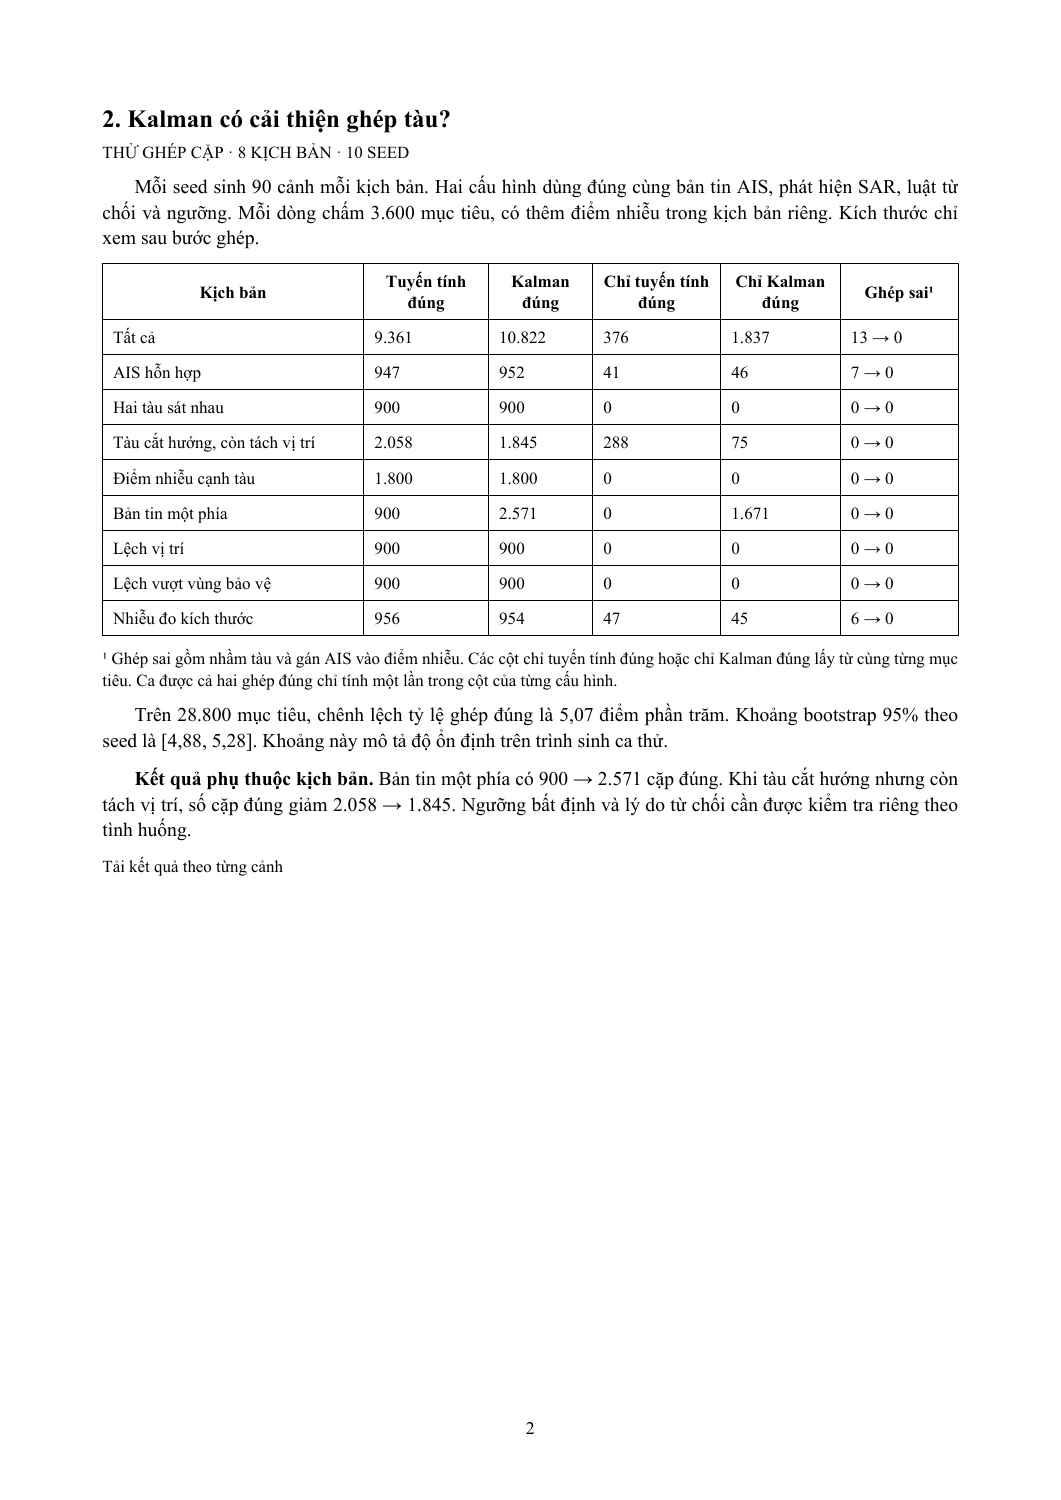 2. Kalman có cải thiện ghép tàu?
THỬ GHÉP CẶP · 8 KỊCH BẢN · 10 SEED
Mỗi seed sinh 90 cảnh mỗi kịch bản. Hai cấu hình dùng đúng cùng bản tin AIS, phát hiện SAR, luật từ
chối và ngưỡng. Mỗi dòng chấm 3.600 mục tiêu, có thêm điểm nhiễu trong kịch bản riêng. Kích thước chỉ
xem sau bước ghép.
Kịch bản Tuyến tính đúng Kalman đúng Chỉ tuyến tính đúng Chỉ Kalman đúng Ghép sai¹
Tất cả 9.361 10.822 376 1.837 13 → 0
AIS hỗn hợp 947 952 41 46 7 → 0
Hai tàu sát nhau 900 900 0 0 0 → 0
Tàu cắt hướng, còn tách vị trí 2.058 1.845 288 75 0 → 0
Điểm nhiễu cạnh tàu 1.800 1.800 0 0 0 → 0
Bản tin một phía 900 2.571 0 1.671 0 → 0
Lệch vị trí 900 900 0 0 0 → 0
Lệch vượt vùng bảo vệ 900 900 0 0 0 → 0
Nhiễu đo kích thước 956 954 47 45 6 → 0
¹ Ghép sai gồm nhầm tàu và gán AIS vào điểm nhiễu. Các cột chỉ tuyến tính đúng hoặc chỉ Kalman đúng lấy từ cùng từng mục
tiêu. Ca được cả hai ghép đúng chỉ tính một lần trong cột của từng cấu hình.
Trên 28.800 mục tiêu, chênh lệch tỷ lệ ghép đúng là 5,07 điểm phần trăm. Khoảng bootstrap 95% theo
seed là [4,88, 5,28]. Khoảng này mô tả độ ổn định trên trình sinh ca thử.
Kết quả phụ thuộc kịch bản. Bản tin một phía có 900 → 2.571 cặp đúng. Khi tàu cắt hướng nhưng còn
tách vị trí, số cặp đúng giảm 2.058 → 1.845. Ngưỡng bất định và lý do từ chối cần được kiểm tra riêng theo
tình huống.
Tải kết quả theo từng cảnh
2